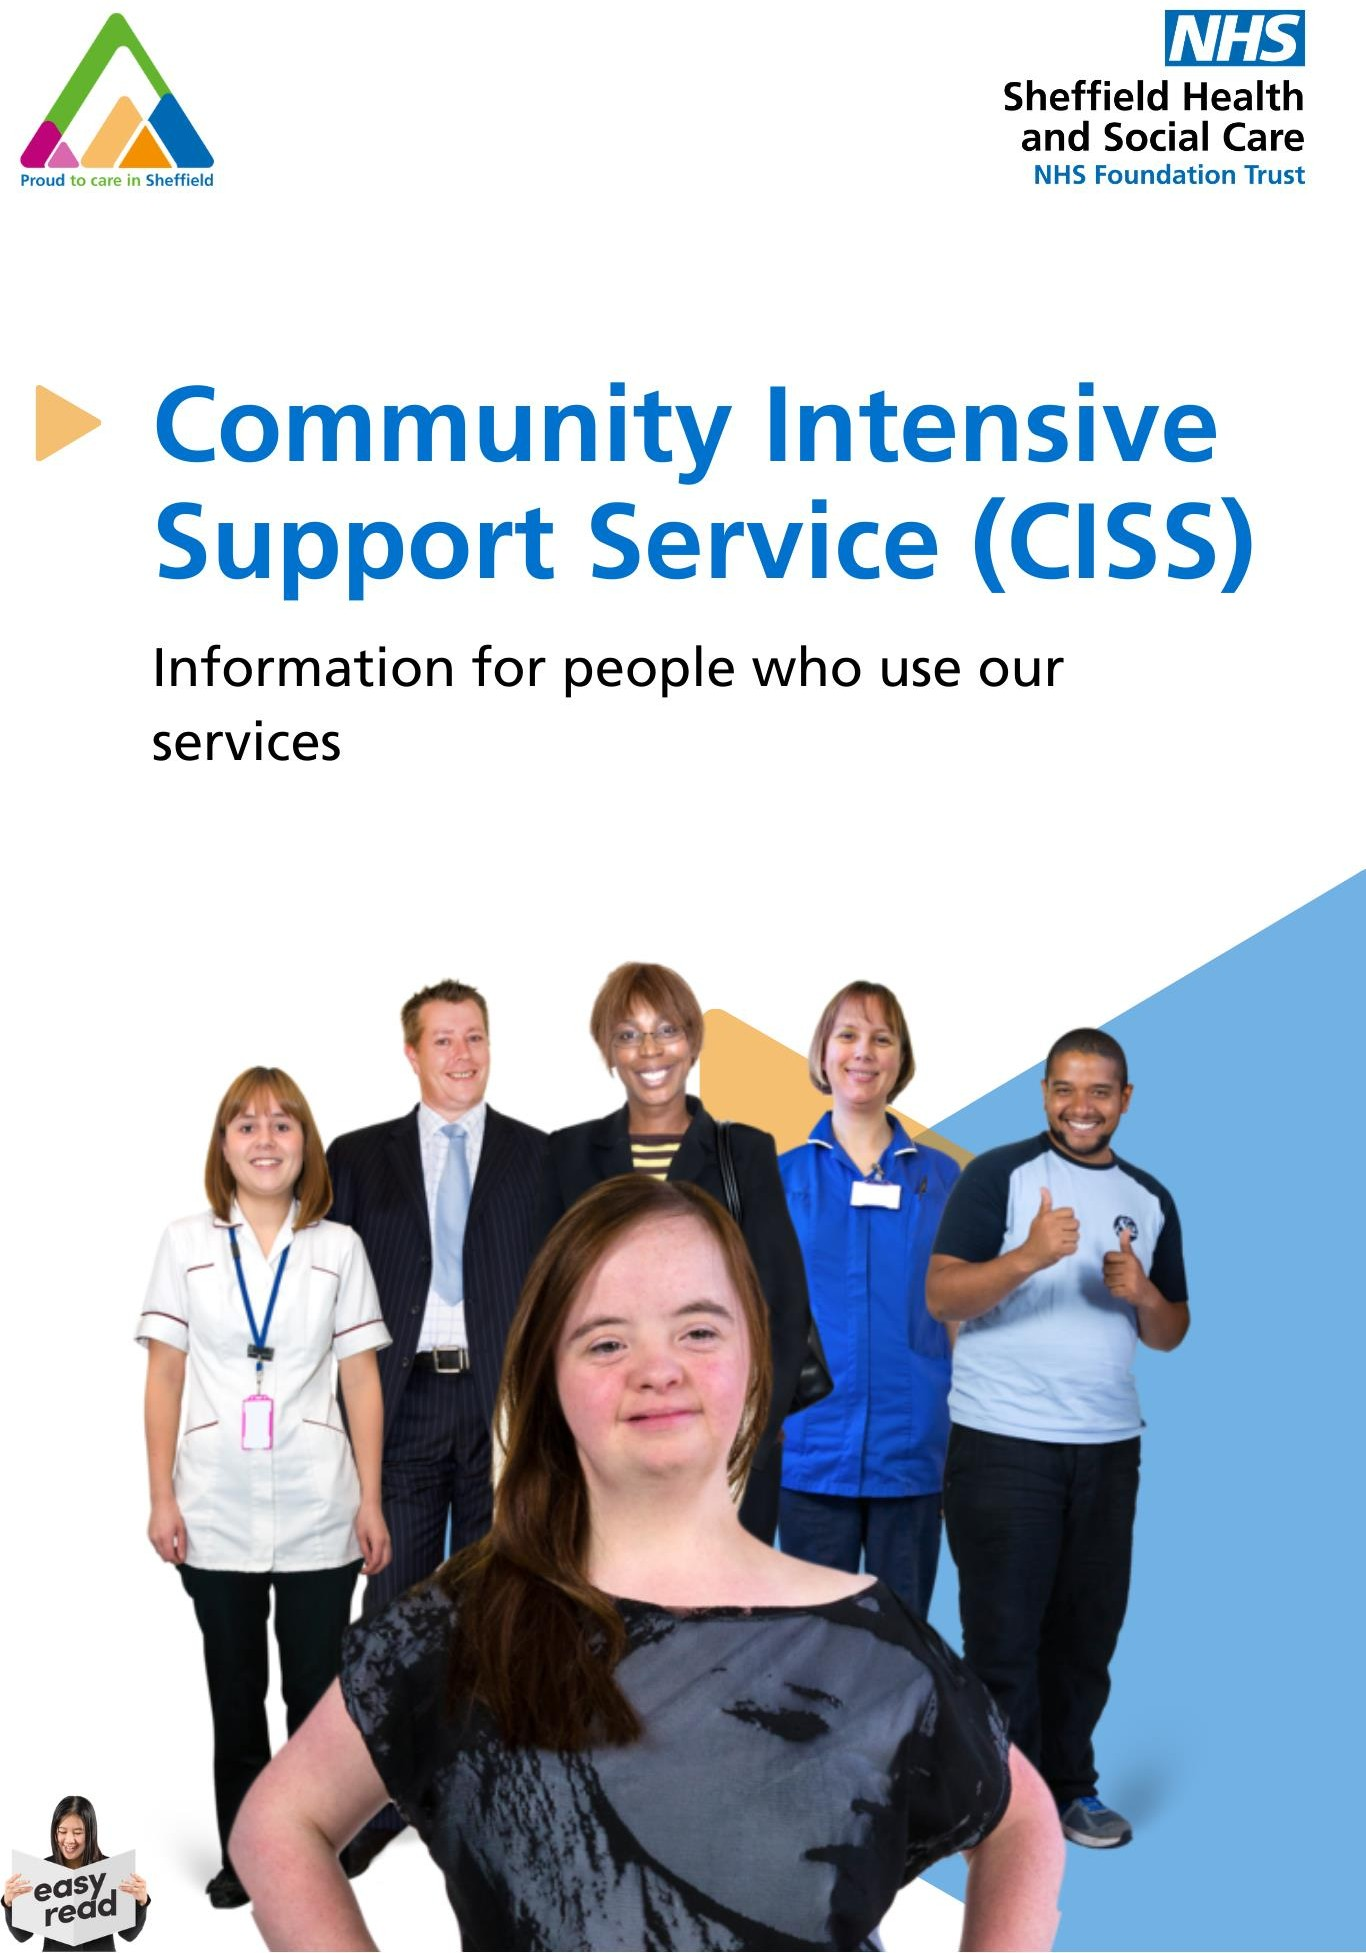 Proud to care in Sheffield
NHS
Sheffield Health
and Social Care
NHS Foundation Trust
Community Intensive
Support Service (CISS)
Information for people who use our
services
easy
read